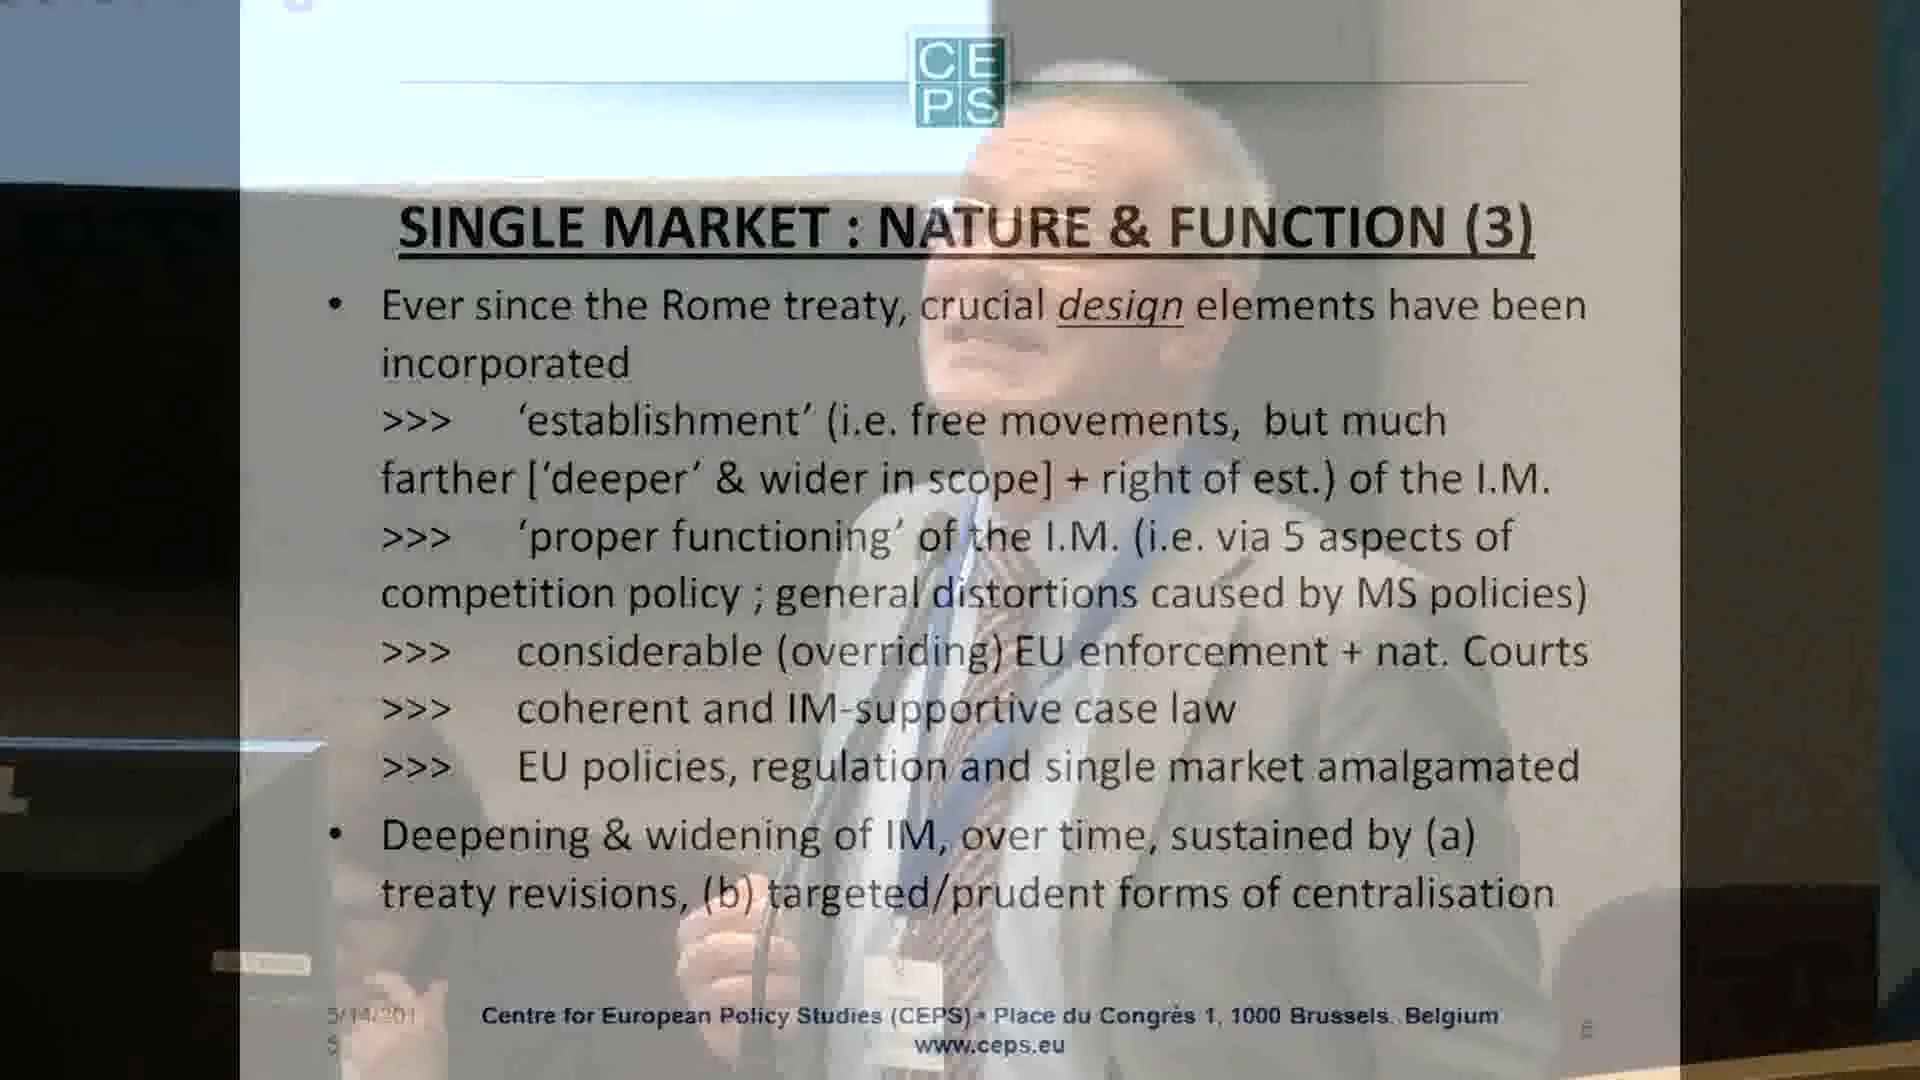 CE
PS
SINGLE MARKET : NATURE & FUNCTION (3)
• Ever since the Rome treaty, crucial design elements have been
incorporated
>>> ‘establishment’ (i.e. free movements, but much
farther [‘deeper’ & wider in scope] + right of est.) of the I.M.
>>> ‘proper functioning’ of the I.M. (i.e. via 5 aspects of
competition policy ; general distortions caused by MS policies)
>>> considerable (overriding) EU enforcement + nat. Courts
>>> coherent and IM-supportive case law
>>> EU policies, regulation and single market amalgamated
• Deepening & widening of IM, over time, sustained by (a)
treaty revisions, (b) targeted/prudent forms of centralisation
5/14/201
5
Centre for European Policy Studies (CEPS) • Place du Congrès 1, 1000 Brussels, Belgium
www.ceps.eu